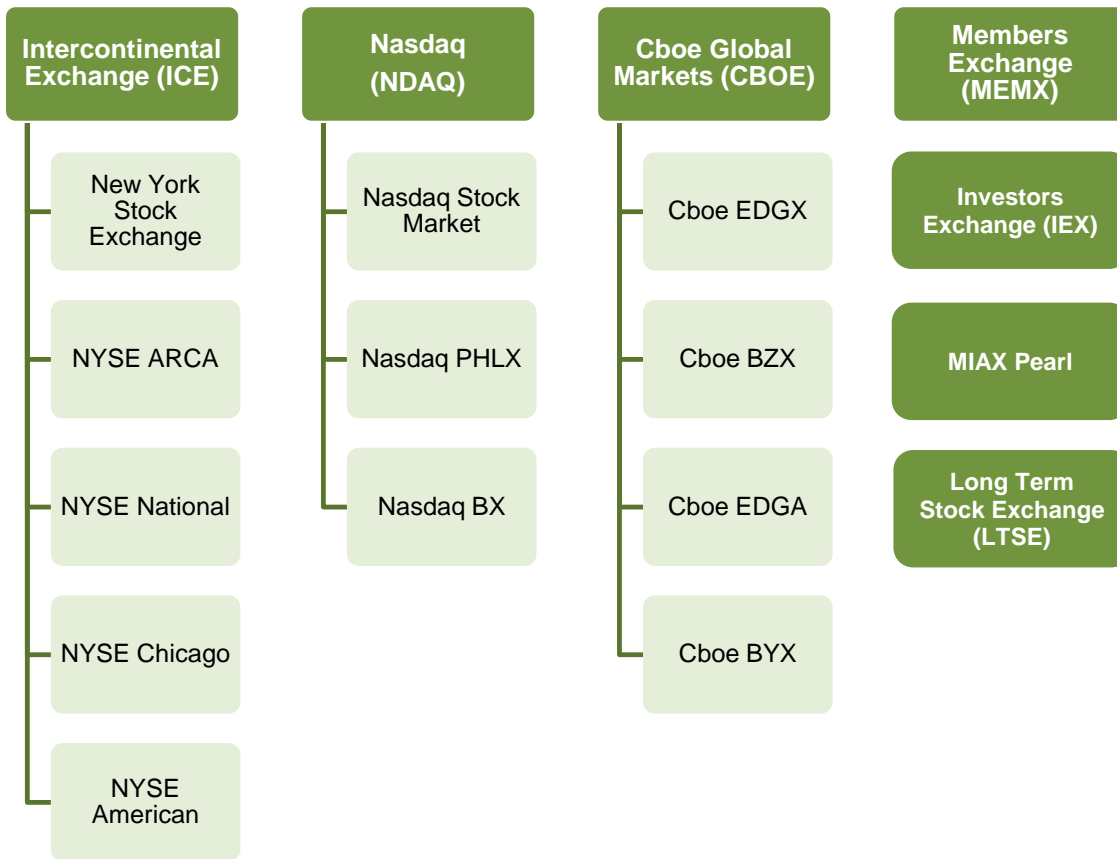 Intercontinental
Exchange (ICE)
New York
Stock
Exchange
NYSE ARCA
NYSE National
NYSE Chicago
NYSE
American
Nasdaq
(NDAQ)
Nasdaq Stock
Market
Nasdaq PHLX
Nasdaq BX
Cboe Global
Markets (CBOE)
Cboe EDGX
Cboe BZX
Cboe EDGA
Cboe BYX
Members
Exchange
(MEMX)
Investors
Exchange (IEX)
MIAX Pearl
Long Term
Stock Exchange
(LTSE)